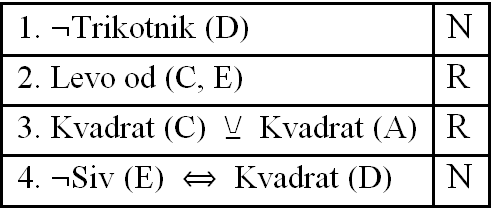 1. ¬Trikotnik (D) N
2. Levo od (C, E) R
3. Kvadrat (C) ⊻ Kvadrat (A) R
4. ¬Siv (E) ⇔ Kvadrat (D) N